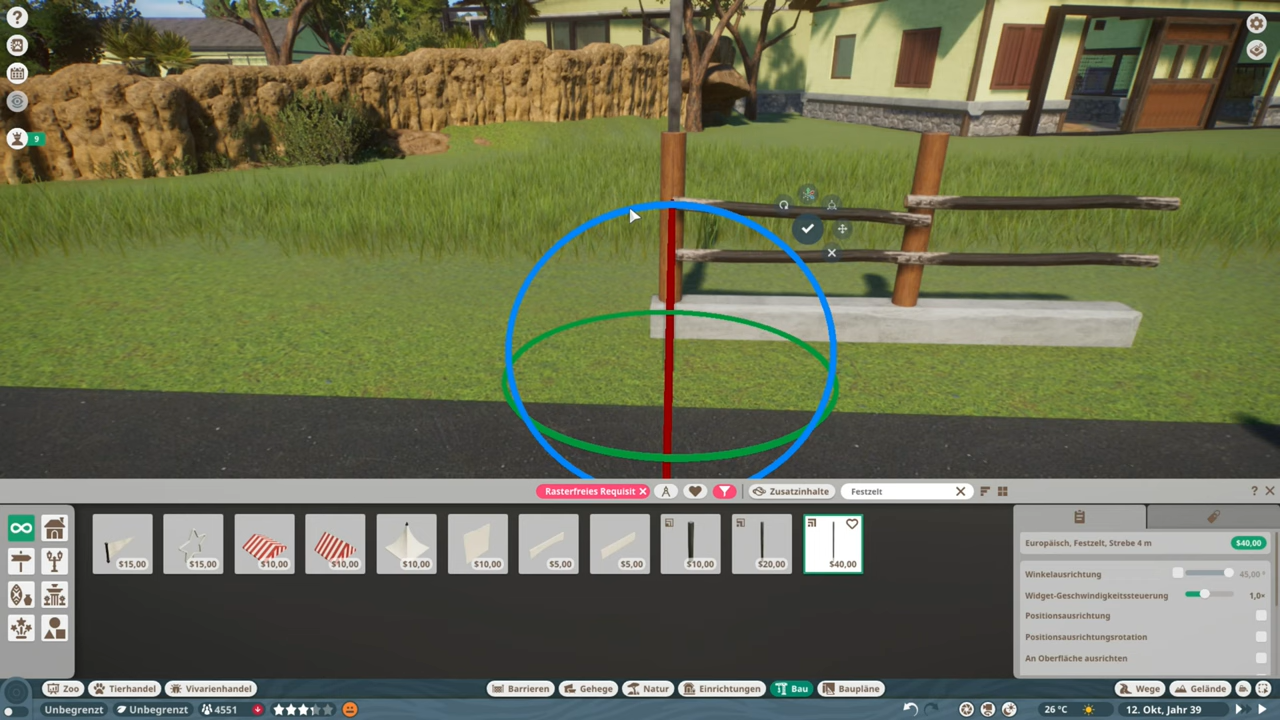 ?
9
Rasterfreies Requisit ✕
Zusatzinhalte
Festzelt
? ✕
$15,00
$15,00
$10,00
$10,00
$10,00
$10,00
$5,00
$5,00
$10,00
$20,00
$40,00
Europäisch, Festzelt, Strebe 4 m
$40,00
Winkelausrichtung
45,00 °
Widget-Geschwindigkeitssteuerung
1,0×
Positionsausrichtung
Positionsausrichtungsrotation
An Oberfläche ausrichten
Zoo
Tierhandel
Vivarienhandel
Barrieren
Gehege
Natur
Einrichtungen
Bau
Baupläne
Wege
Gelände
Unbegrenzt
Unbegrenzt
4551
26 °C
12. Okt, Jahr 39